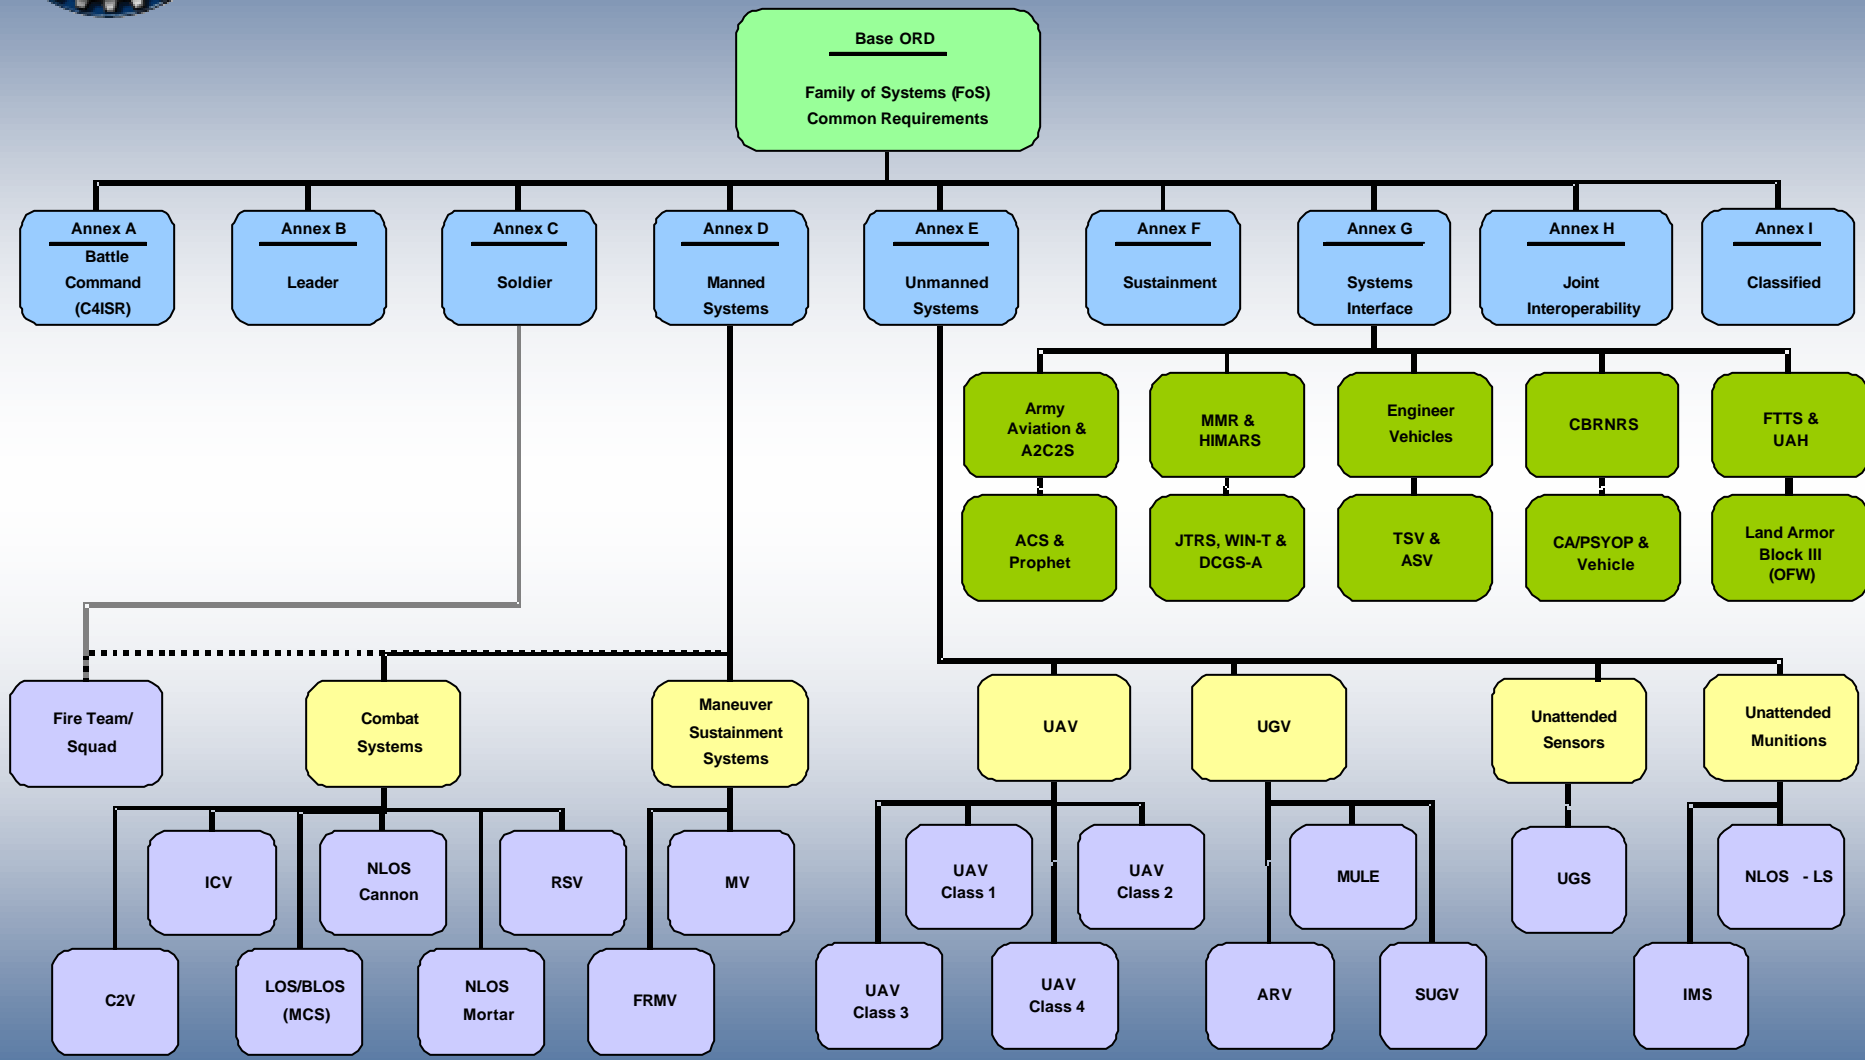 Base ORD
Family of Systems (FoS)
Common Requirements
Annex A
Battle
Command
(C4ISR)
Annex B
Leader
Annex C
Soldier
Annex D
Manned
Systems
Annex E
Unmanned
Systems
Annex F
Sustainment
Annex G
Systems
Interface
Annex H
Joint
Interoperability
Annex I
Classified
Army
Aviation &
A2C2S
MMR &
HIMARS
Engineer
Vehicles
CBRNRS
FTTS &
UAH
ACS &
Prophet
JTRS, WIN-T &
DCGS-A
TSV &
ASV
CA/PSYOP &
Vehicle
Land Armor
Block III
(OFW)
Fire Team/
Squad
Combat
Systems
Maneuver
Sustainment
Systems
UAV
UGV
Unattended
Sensors
Unattended
Munitions
ICV
NLOS
Cannon
RSV
MV
UAV
Class 1
UAV
Class 2
MULE
UGS
NLOS - LS
C2V
LOS/BLOS
(MCS)
NLOS
Mortar
FRMV
UAV
Class 3
UAV
Class 4
ARV
SUGV
IMS